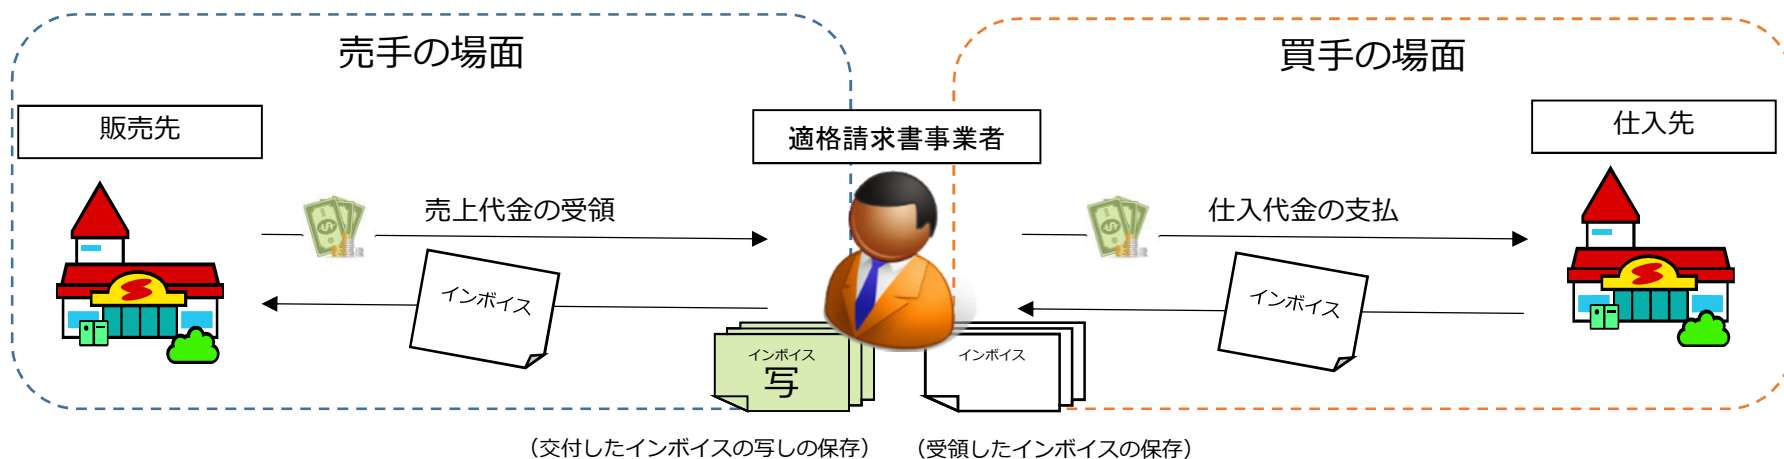 売手の場面
買手の場面
販売先
適格請求書事業者
仕入先
売上代金の受領
仕入代金の支払
インボイス
インボイス
インボイス
写
インボイス
（交付したインボイスの写しの保存）
（受領したインボイスの保存）